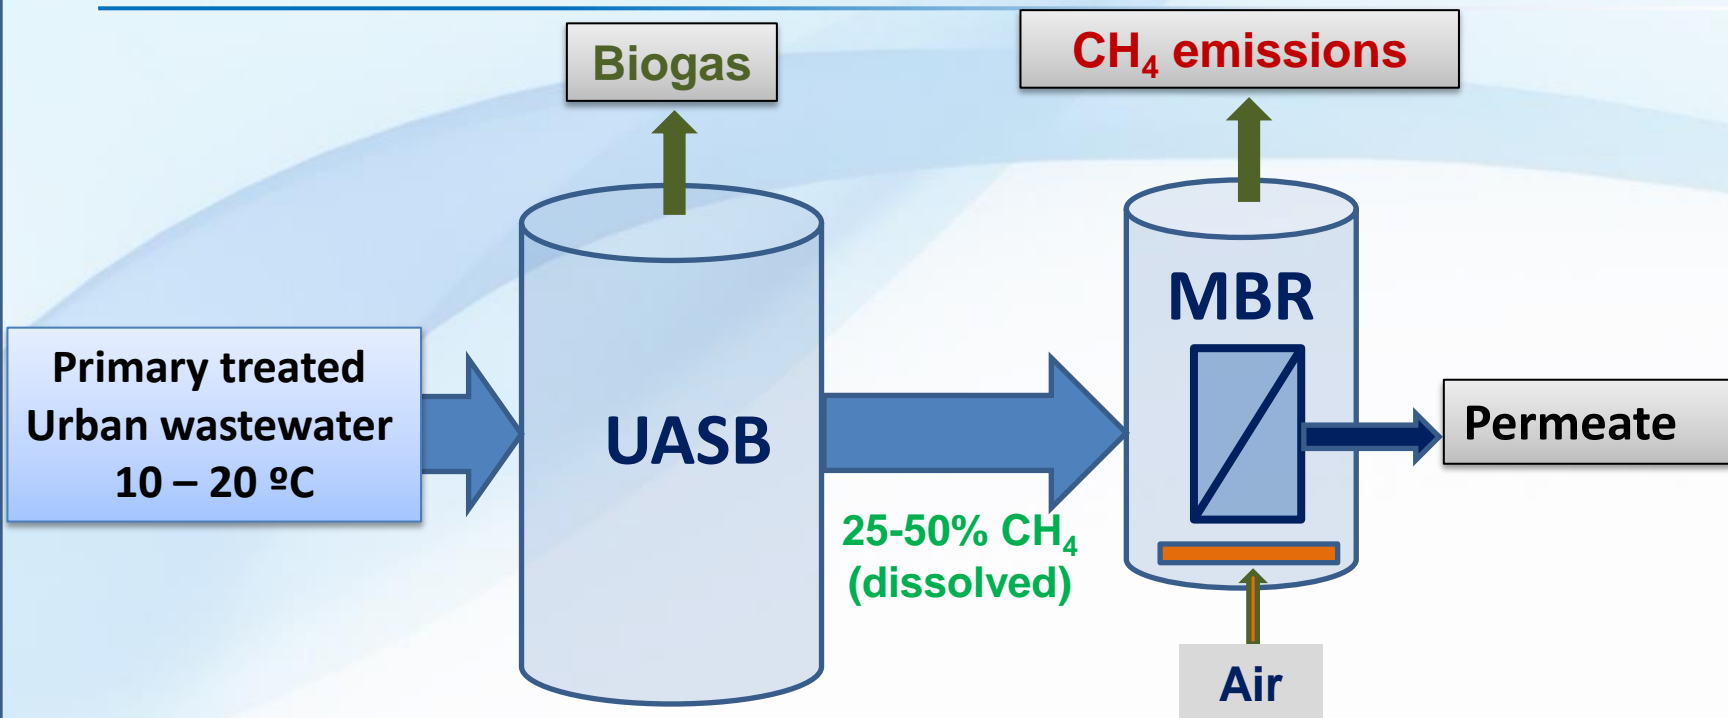 Biogas
CH₄ emissions
MBR
Primary treated
Urban wastewater
10 – 20 ºC
UASB
Permeate
25-50% CH₄
(dissolved)
Air